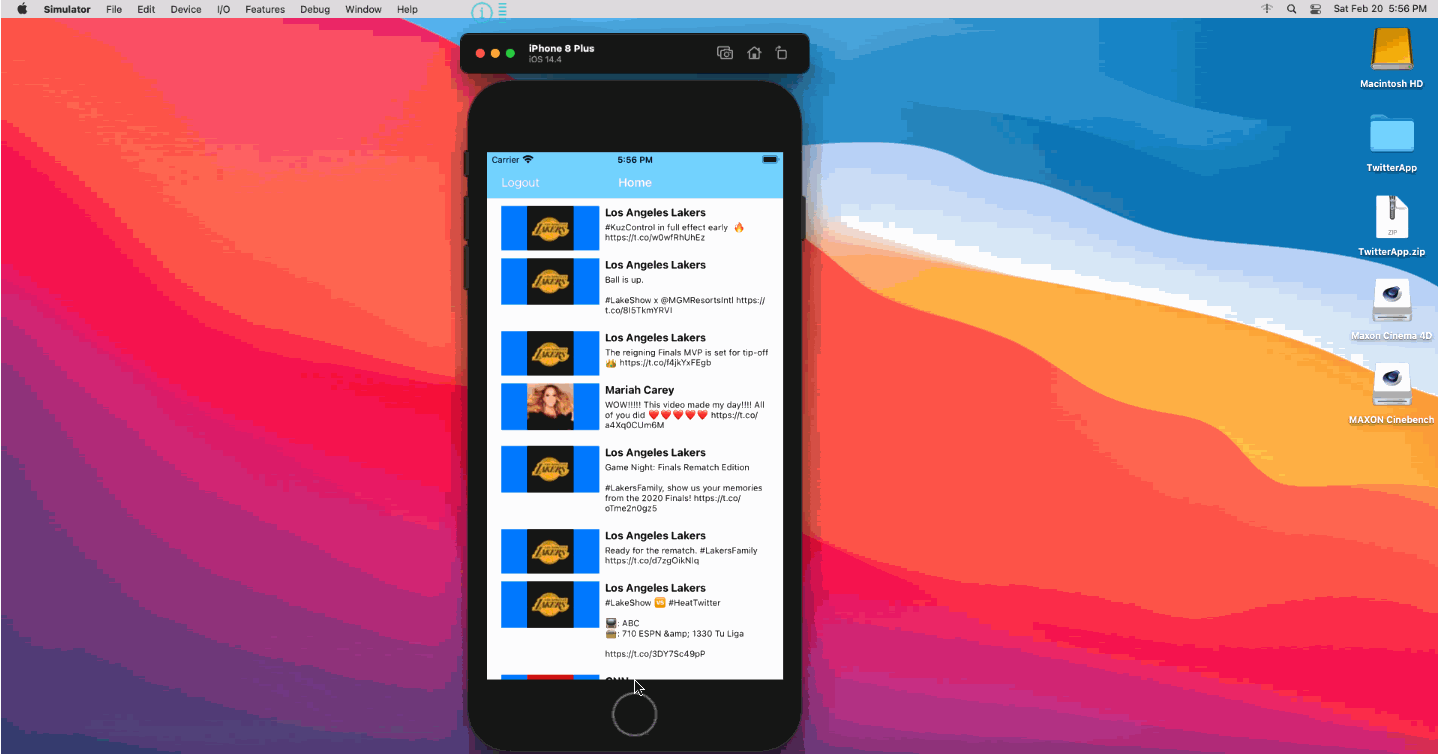 Simulator File Edit Device I/O Features Debug Window Help
Sat Feb 20 5:56 PM
iPhone 8 Plus
iOS 14.4
Macintosh HD
TwitterApp
ZIP
TwitterApp.zip
Maxon Cinema 4D
MAXON Cinebench
Carrier 5:56 PM
Logout Home
Los Angeles Lakers
#KuzControl in full effect early 🔥
https://t.co/w0wfRhUhEz
Los Angeles Lakers
Ball is up.
#LakeShow x @MGMResortsIntl https://
t.co/8I5TkmYRVI
Los Angeles Lakers
The reigning Finals MVP is set for tip-off
👑 https://t.co/f4jkYxFEgb
Mariah Carey
WOW!!!!! This video made my day!!!! All
of you did ❤️❤️❤️❤️❤️ https://t.co/
a4Xq0CUm6M
Los Angeles Lakers
Game Night: Finals Rematch Edition
#LakersFamily, show us your memories
from the 2020 Finals! https://t.co/
oTme2n0gz5
Los Angeles Lakers
Ready for the rematch. #LakersFamily
https://t.co/d7zgOikNlq
Los Angeles Lakers
#LakeShow 🆚 #HeatTwitter
🖥: ABC
📻: 710 ESPN &amp; 1330 Tu Liga
https://t.co/3DY7Sc49pP
CNN